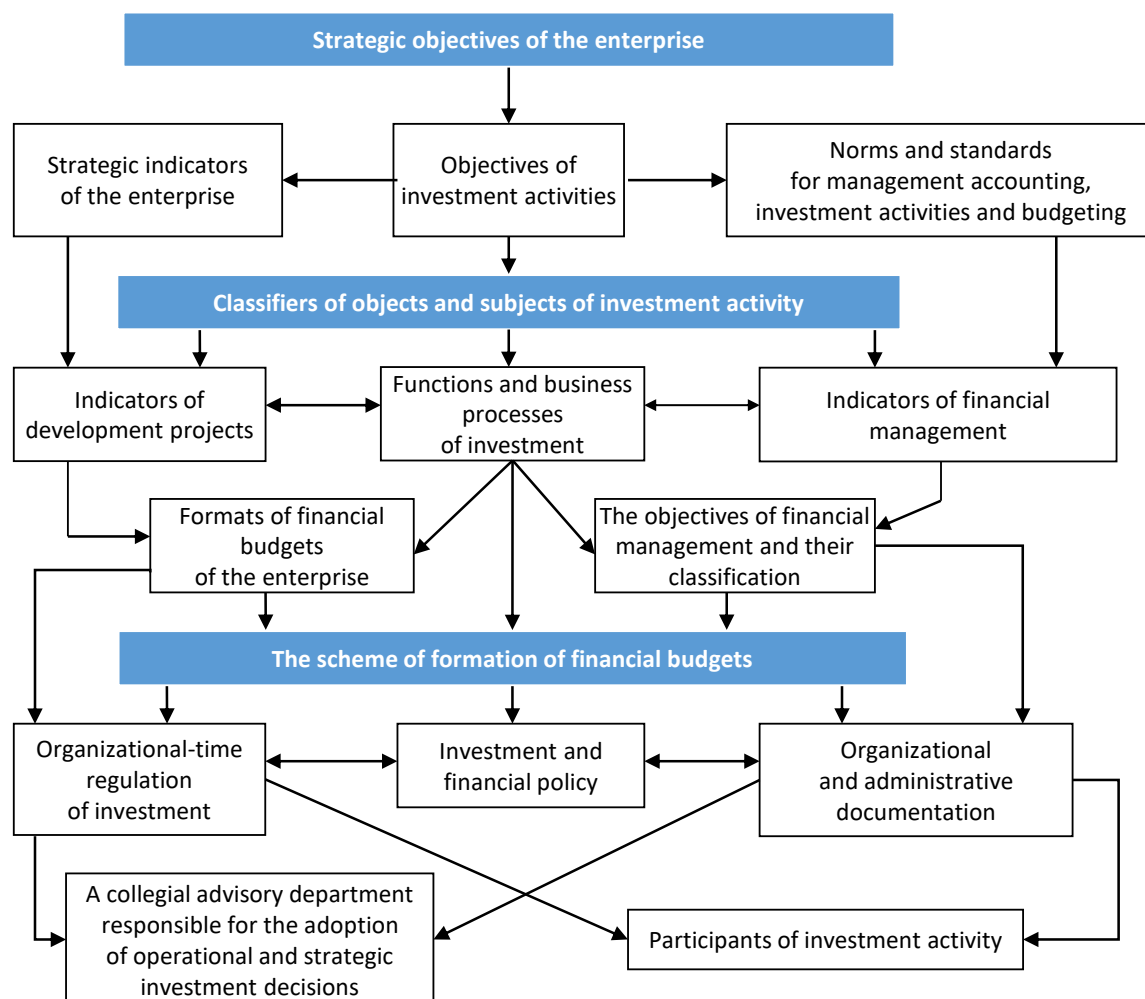 Strategic objectives of the enterprise
Strategic indicators
of the enterprise
Objectives of
investment activities
Norms and standards
for management accounting,
investment activities and budgeting
Classifiers of objects and subjects of investment activity
Indicators of
development projects
Functions and business
processes
of investment
Indicators of financial
management
Formats of financial
budgets
of the enterprise
The objectives of financial
management and their
classification
The scheme of formation of financial budgets
Organizational-time
regulation
of investment
Investment and
financial policy
Organizational
and administrative
documentation
A collegial advisory department
responsible for the adoption
of operational and strategic
investment decisions
Participants of investment activity